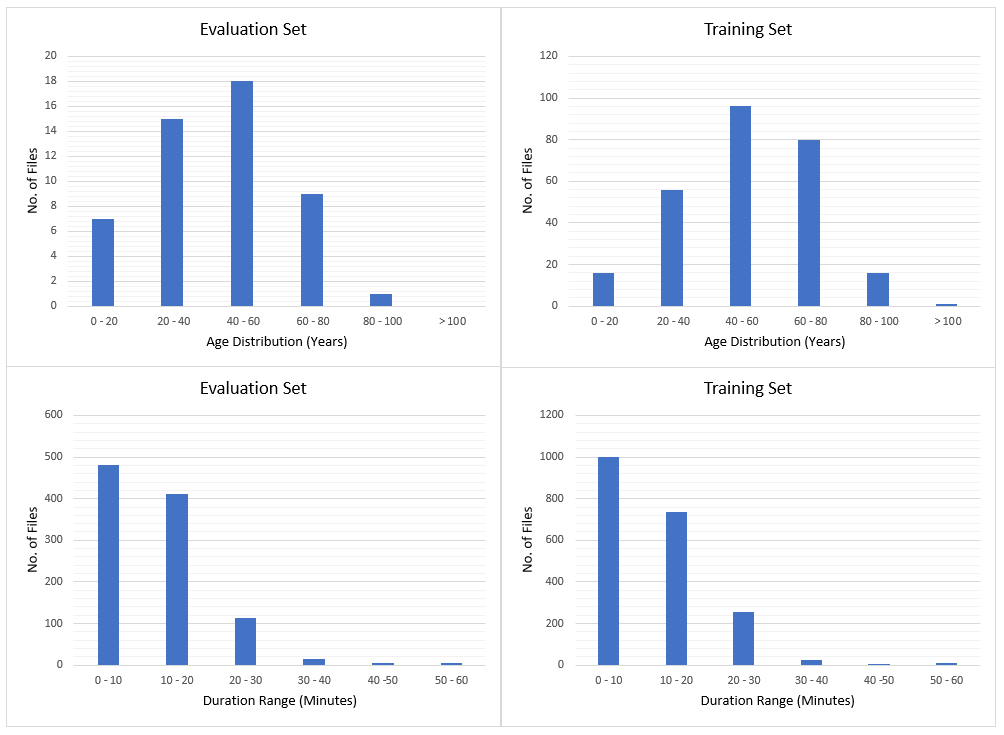 Evaluation Set
20
18
16
14
12
10
8
6
4
2
0
No. of Files
0 - 20 20 - 40 40 - 60 60 - 80 80 - 100 > 100
Age Distribution (Years)
Training Set
120
100
80
60
40
20
0
No. of Files
0 - 20 20 - 40 40 - 60 60 - 80 80 - 100 > 100
Age Distribution (Years)
Evaluation Set
600
500
400
300
200
100
0
No. of Files
0 - 10 10 - 20 20 - 30 30 - 40 40 -50 50 - 60
Duration Range (Minutes)
Training Set
1200
1000
800
600
400
200
0
No. of Files
0 - 10 10 - 20 20 - 30 30 - 40 40 -50 50 - 60
Duration Range (Minutes)